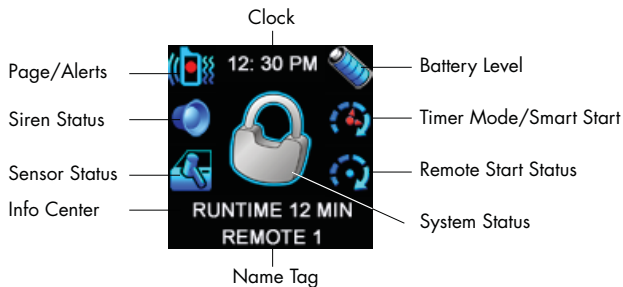 Clock
Page/Alerts
12: 30 PM
Battery Level
Siren Status
Timer Mode/Smart Start
Sensor Status
Remote Start Status
Info Center
RUNTIME 12 MIN
System Status
REMOTE 1
Name Tag